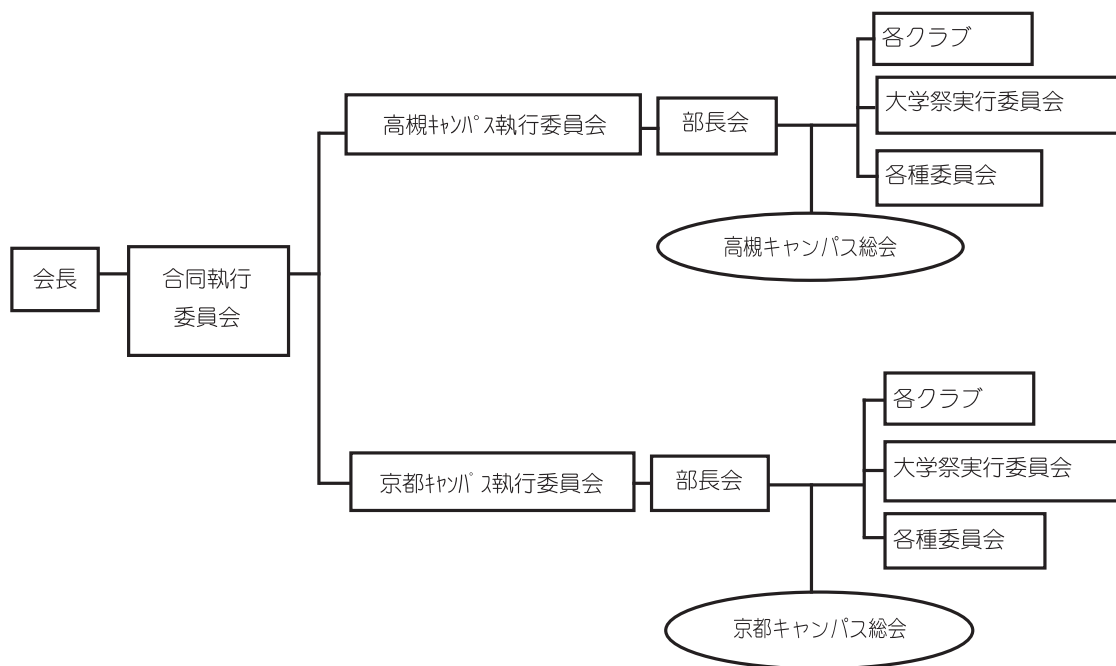 各クラブ
大学祭実行委員会
高槻ｷｬﾝﾊﾟｽ執行委員会
部長会
各種委員会
高槻キャンパス総会
会長
合同執行
委員会
各クラブ
大学祭実行委員会
京都ｷｬﾝﾊﾟｽ執行委員会
部長会
各種委員会
京都キャンパス総会